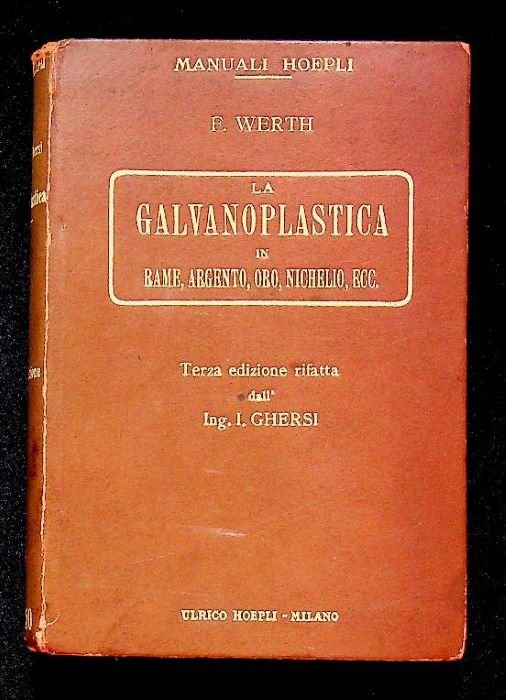 MANUALI HOEPLI
F. WERTH
LA
GALVANOPLASTICA
IN
RAME, ARGENTO, ORO, NICHELIO, ECC.
Terza edizione rifatta
dall'
Ing. I. GHERSI
ULRICO HOEPLI - MILANO